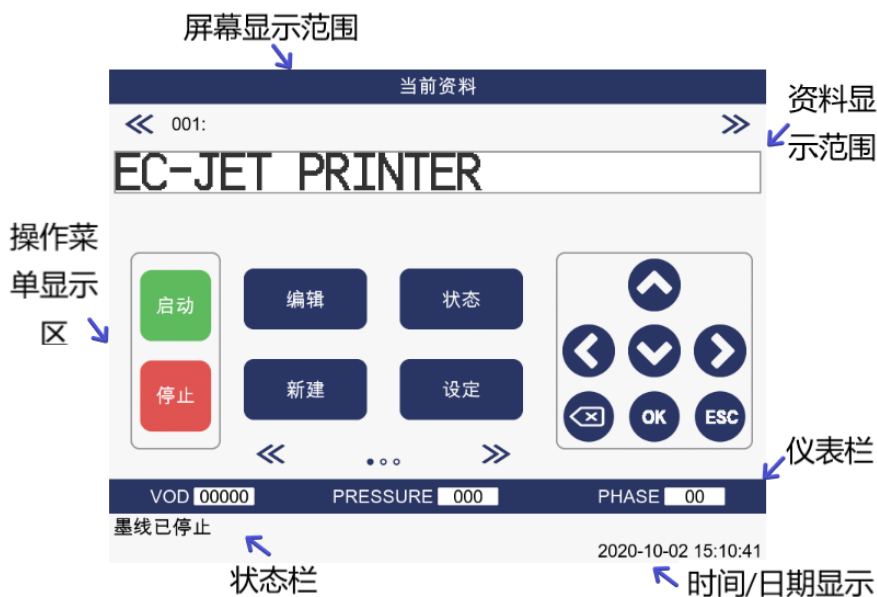 屏幕显示范围
当前资料
资料显
示范围
001:
EC-JET PRINTER
操作菜
单显示
区
启动
编辑
状态
停止
新建
设定
OK
ESC
仪表栏
VOD 00000
PRESSURE 000
PHASE 00
墨线已停止
2020-10-02 15:10:41
状态栏
时间/日期显示